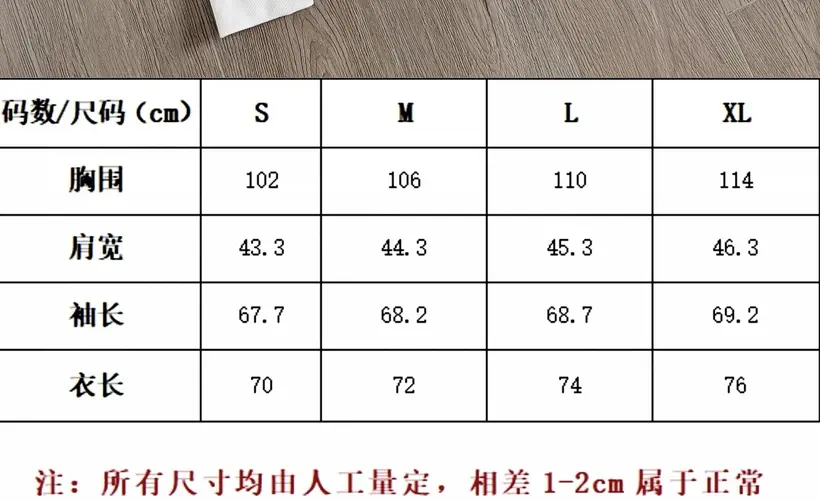 码数/尺码(cm) S M L XL
胸围 102 106 110 114
肩宽 43.3 44.3 45.3 46.3
袖长 67.7 68.2 68.7 69.2
衣长 70 72 74 76
注：所有尺寸均由人工量定，相差1-2cm属于正常